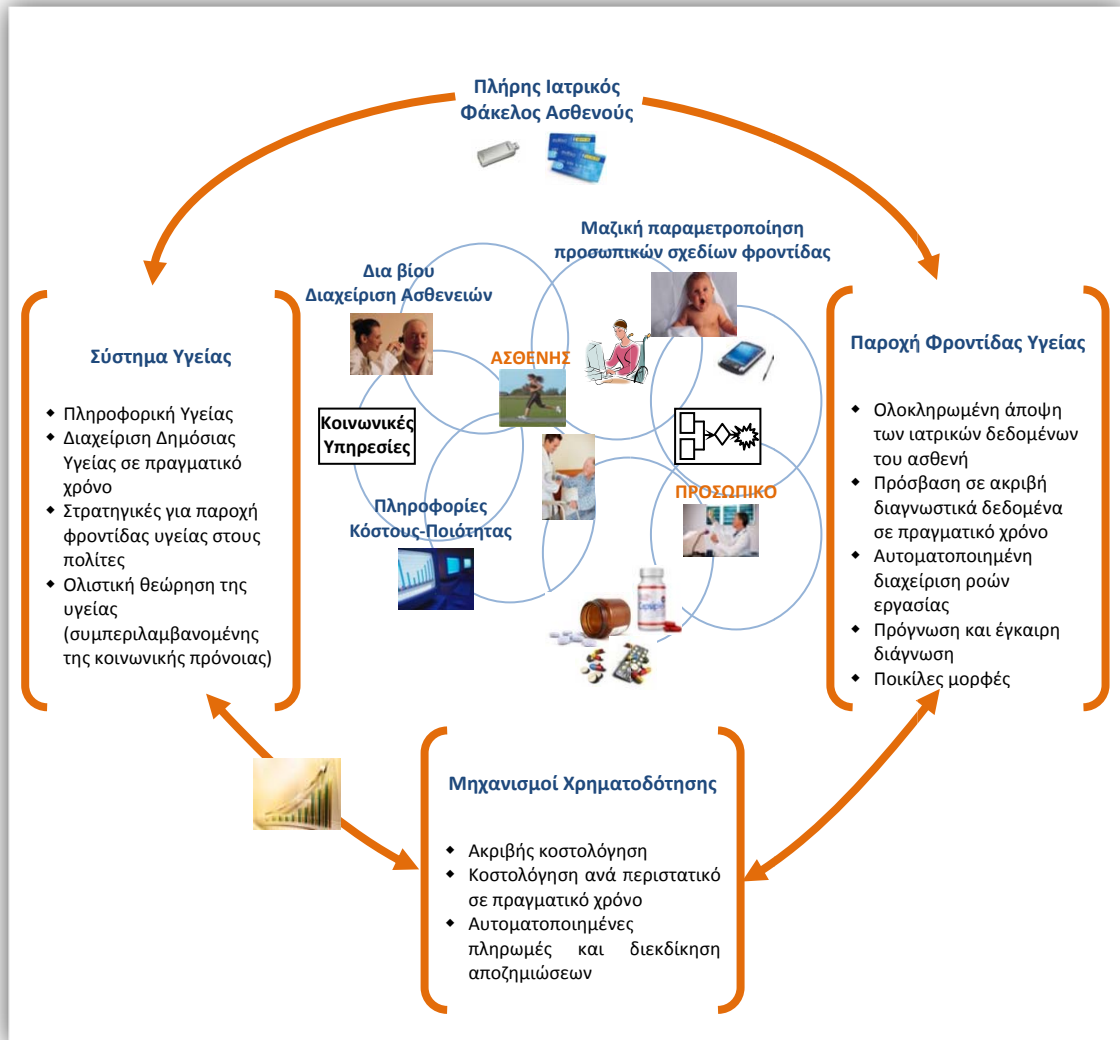 Πλήρης Ιατρικός
Φάκελος Ασθενούς
Μαζική παραμετροποίηση
προσωπικών σχεδίων φροντίδας
Δια βίου
Διαχείριση Ασθενειών
ΑΣΘΕΝΗΣ
Κοινωνικές
Υπηρεσίες
ΠΡΟΣΩΠΙΚΟ
Πληροφορίες
Κόστους-Ποιότητας
Σύστημα Υγείας
◆ Πληροφορική Υγείας
◆ Διαχείριση Δημόσιας
Υγείας σε πραγματικό
χρόνο
◆ Στρατηγικές για παροχή
φροντίδας υγείας στους
πολίτες
◆ Ολιστική θεώρηση της
υγείας
(συμπεριλαμβανομένης
της κοινωνικής πρόνοιας)
Παροχή Φροντίδας Υγείας
◆ Ολοκληρωμένη άποψη
των ιατρικών δεδομένων
του ασθενή
◆ Πρόσβαση σε ακριβή
διαγνωστικά δεδομένα
σε πραγματικό χρόνο
◆ Αυτοματοποιημένη
διαχείριση ροών
εργασίας
◆ Πρόγνωση και έγκαιρη
διάγνωση
◆ Ποικίλες μορφές
Μηχανισμοί Χρηματοδότησης
◆ Ακριβής κοστολόγηση
◆ Κοστολόγηση ανά περιστατικό
σε πραγματικό χρόνο
◆ Αυτοματοποιημένες
πληρωμές και διεκδίκηση
αποζημιώσεων